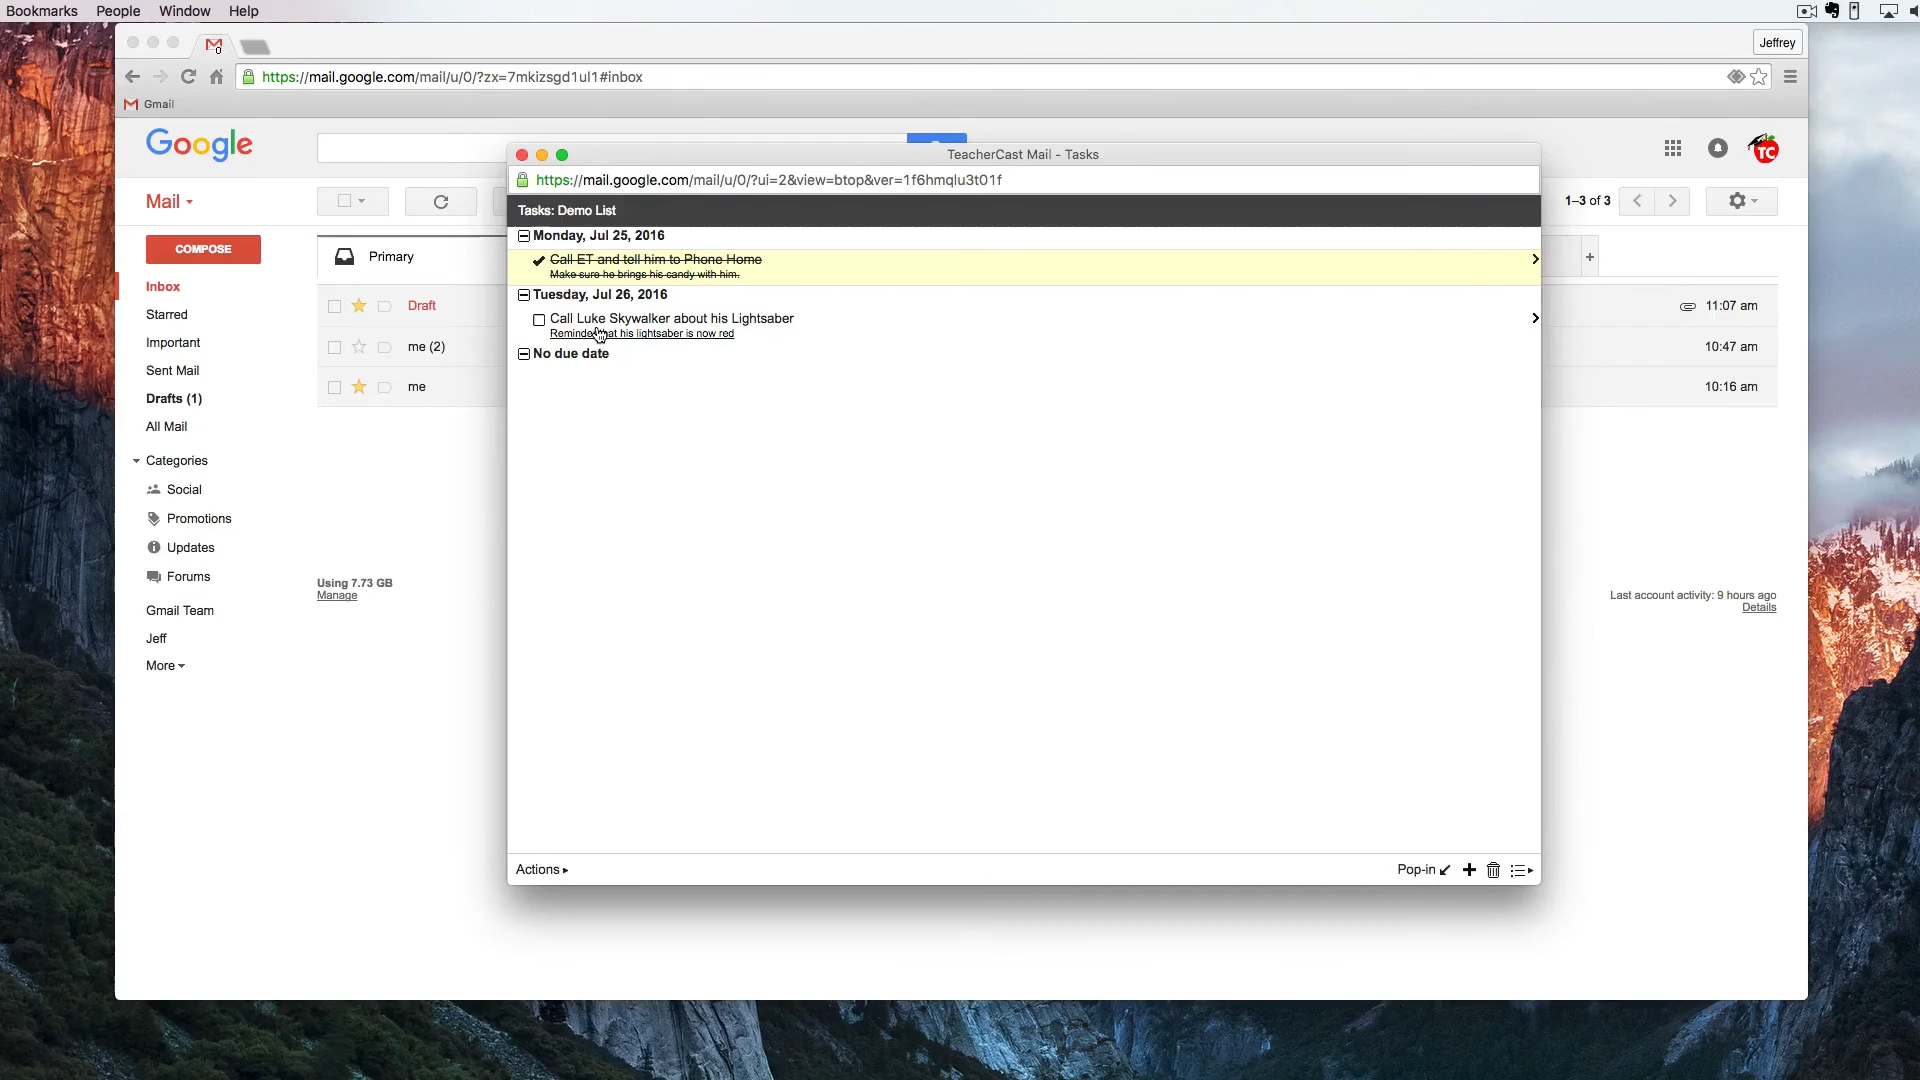 Bookmarks People Window Help
Jeffrey
https://mail.google.com/mail/u/0/?zx=7mkizsgd1ul1#inbox
Gmail
Google
TC
TeacherCast Mail - Tasks
https://mail.google.com/mail/u/0/?ui=2&view=btop&ver=1f6hmqlu3t01f
Mail
1–3 of 3
Tasks: Demo List
COMPOSE
Primary
Monday, Jul 25, 2016
Call ET and tell him to Phone Home
Make sure he brings his candy with him.
Tuesday, Jul 26, 2016
Call Luke Skywalker about his Lightsaber
his lightsaber is now red
No due date
Inbox
Starred
Important
Sent Mail
Drafts (1)
All Mail
Categories
Social
Promotions
Updates
Forums
Gmail Team
Jeff
More
Draft
11:07 am
me (2)
10:47 am
me
10:16 am
Using 7.73 GB
Manage
Last account activity: 9 hours ago
Details
Actions
Pop-in